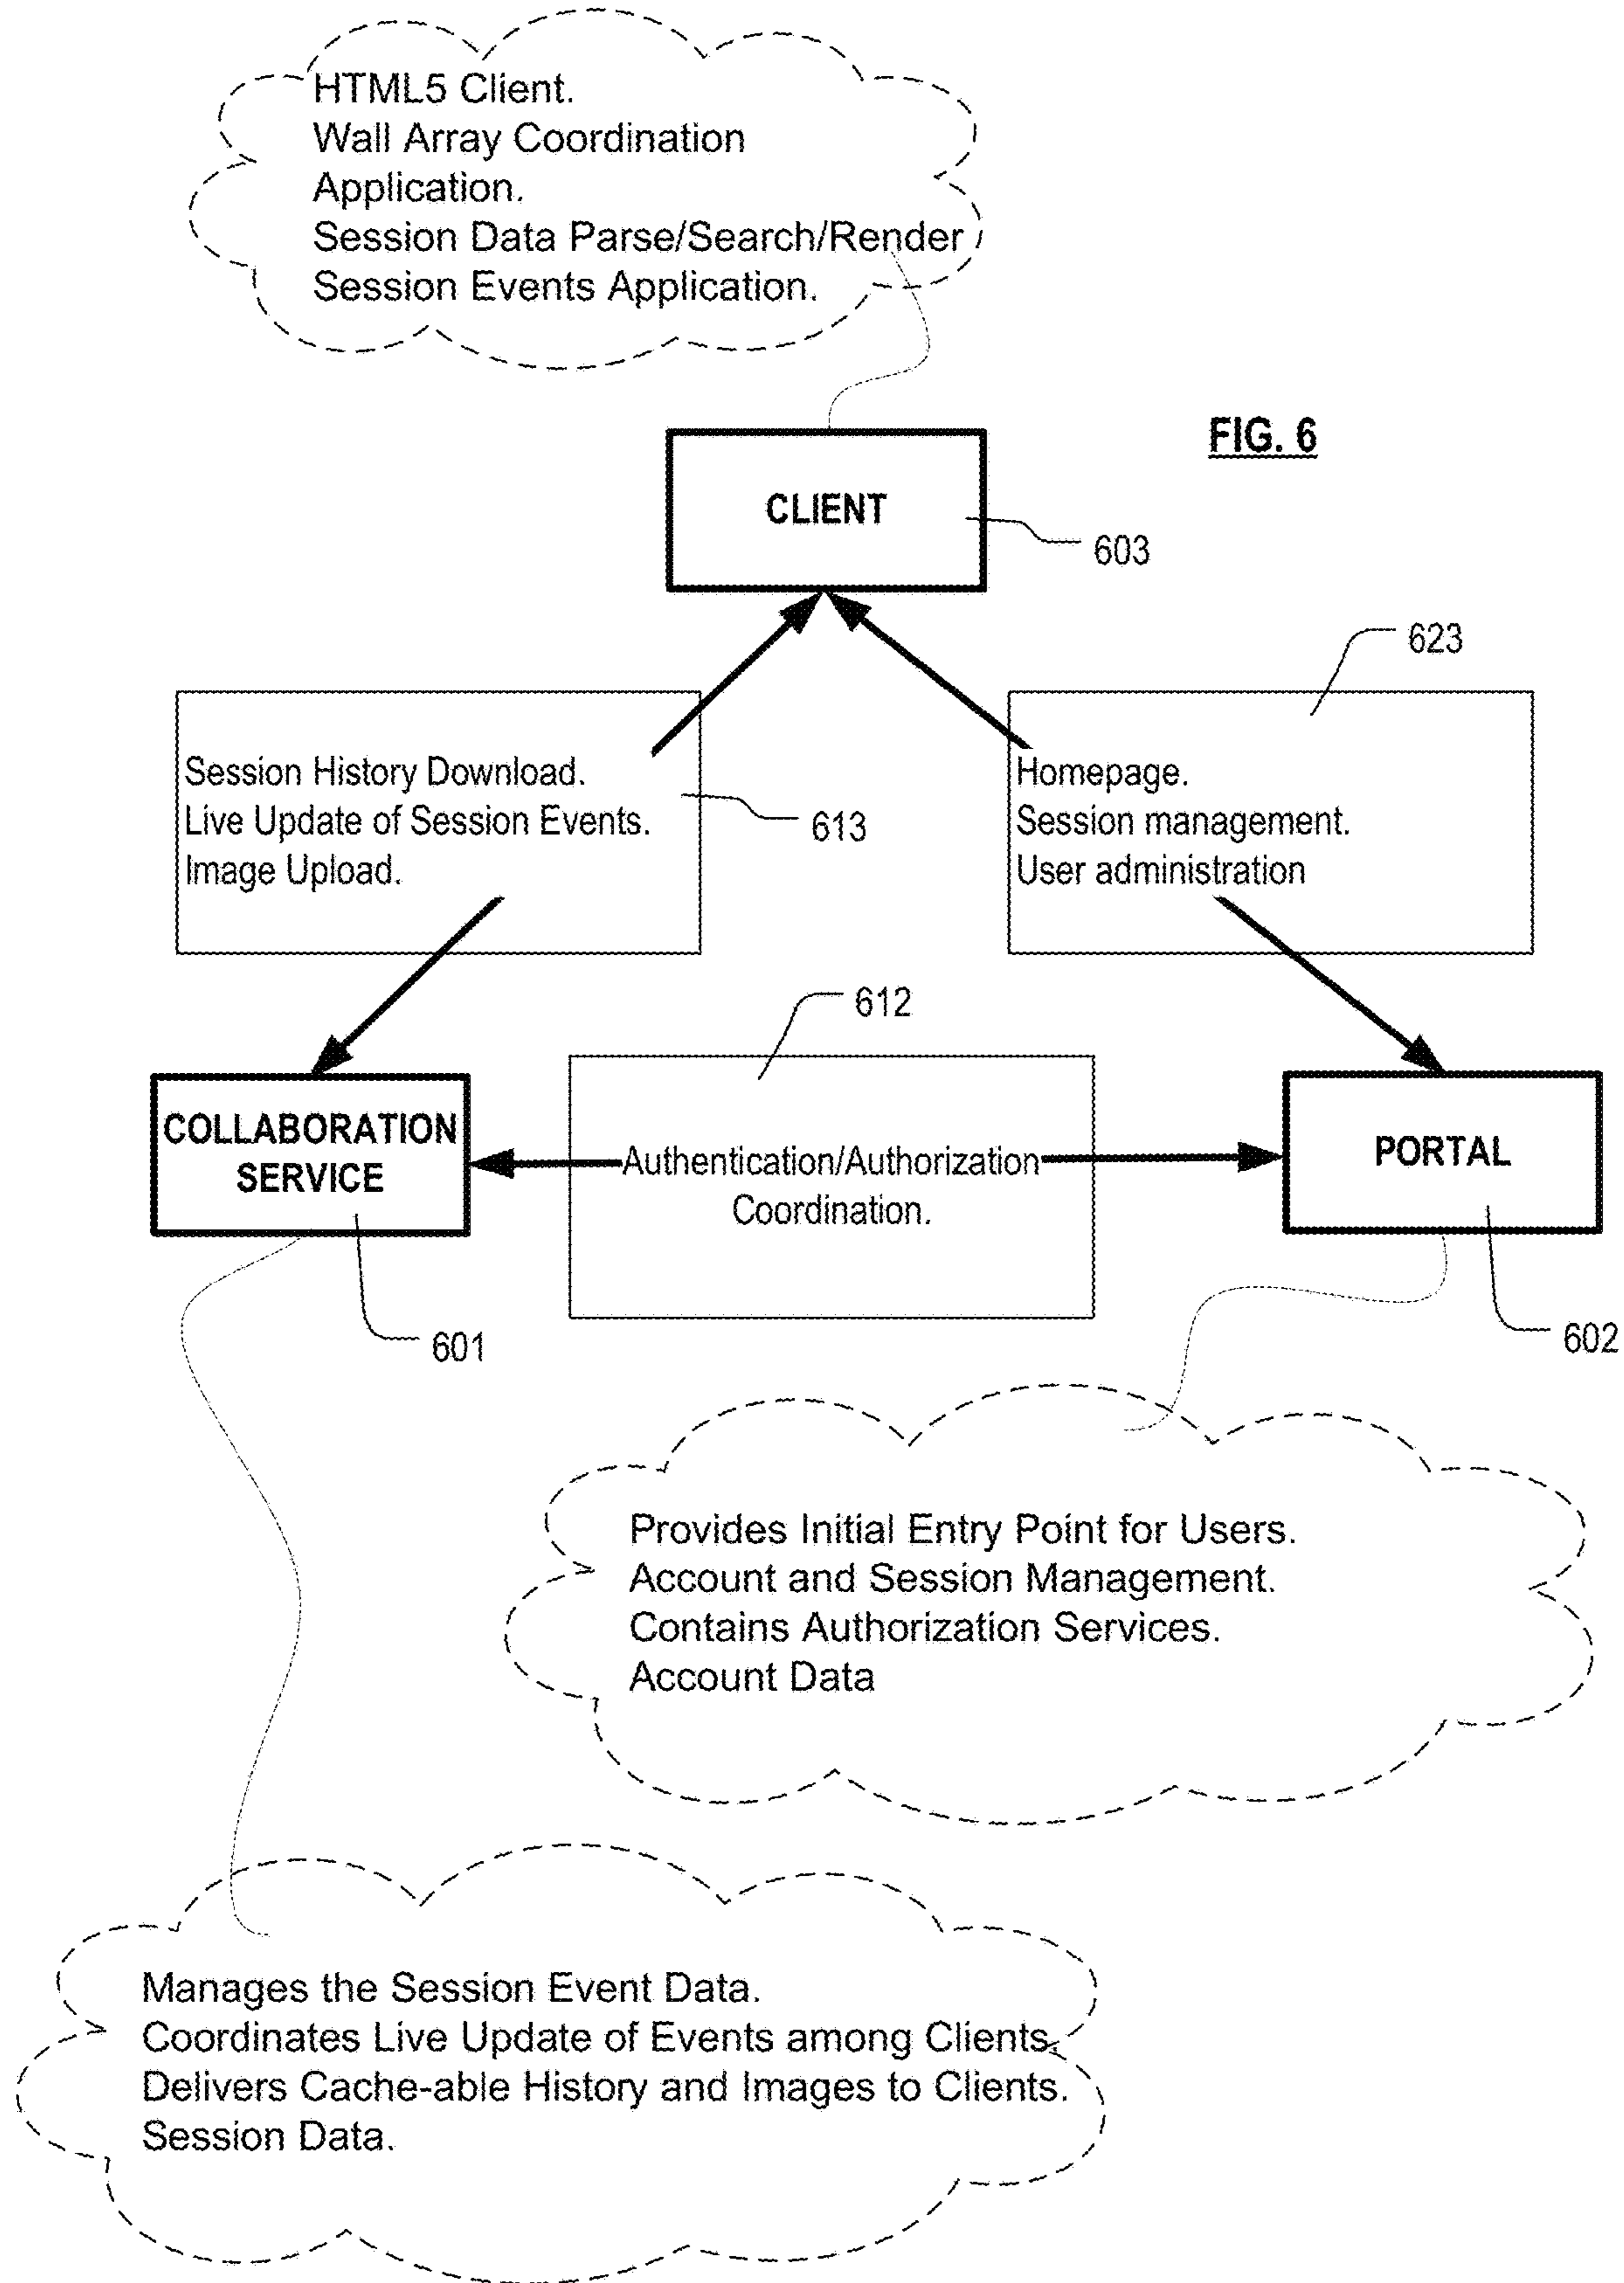 HTML5 Client.
Wall Array Coordination
Application.
Session Data Parse/Search/Render
Session Events Application.
FIG. 6
CLIENT
603
623
Session History Download.
Live Update of Session Events.
Image Upload.
613
Homepage.
Session management.
User administration
612
COLLABORATION
SERVICE
Authentication/Authorization
Coordination.
PORTAL
601
602
Provides Initial Entry Point for Users.
Account and Session Management.
Contains Authorization Services.
Account Data
Manages the Session Event Data.
Coordinates Live Update of Events among Clients.
Delivers Cache-able History and Images to Clients.
Session Data.